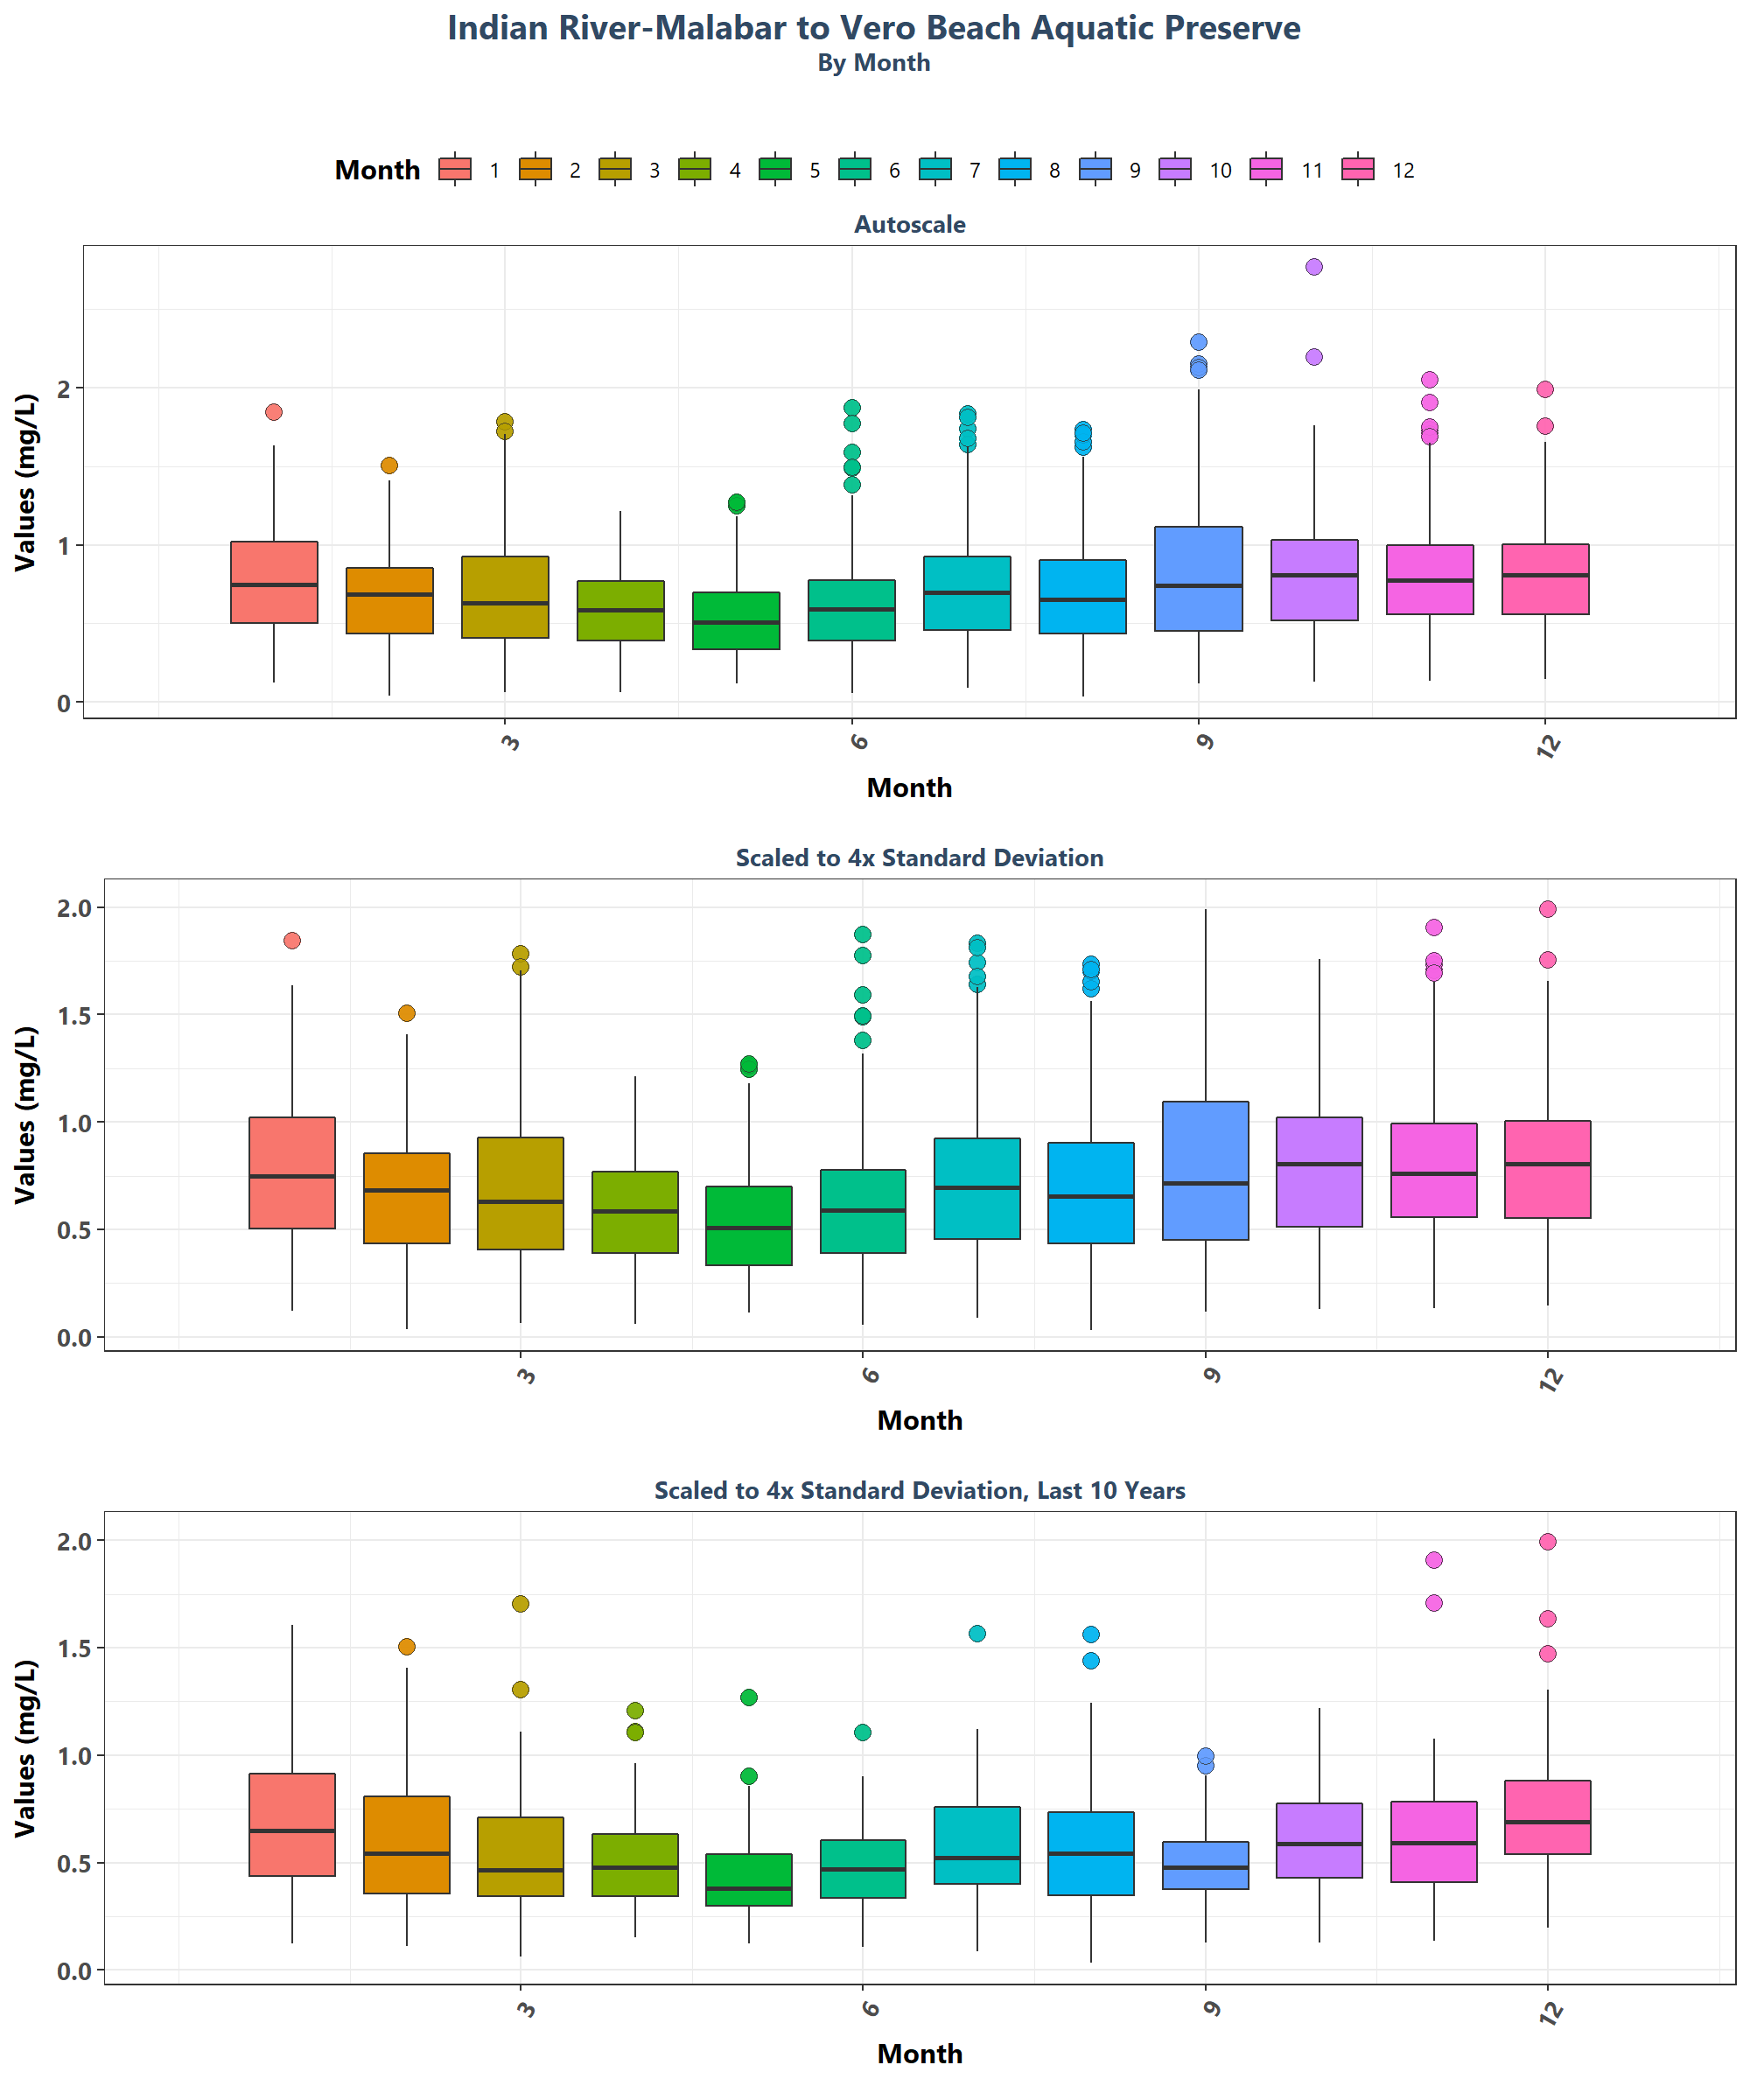 Indian River-Malabar to Vero Beach Aquatic Preserve
By Month
Month 1 2 3 4 5 6 7 8 9 10 11 12
Autoscale
Values (mg/L)
2
1
0
3 6 9 12
Month
Scaled to 4x Standard Deviation
Values (mg/L)
2.0
1.5
1.0
0.5
0.0
3 6 9 12
Month
Scaled to 4x Standard Deviation, Last 10 Years
Values (mg/L)
2.0
1.5
1.0
0.5
0.0
3 6 9 12
Month